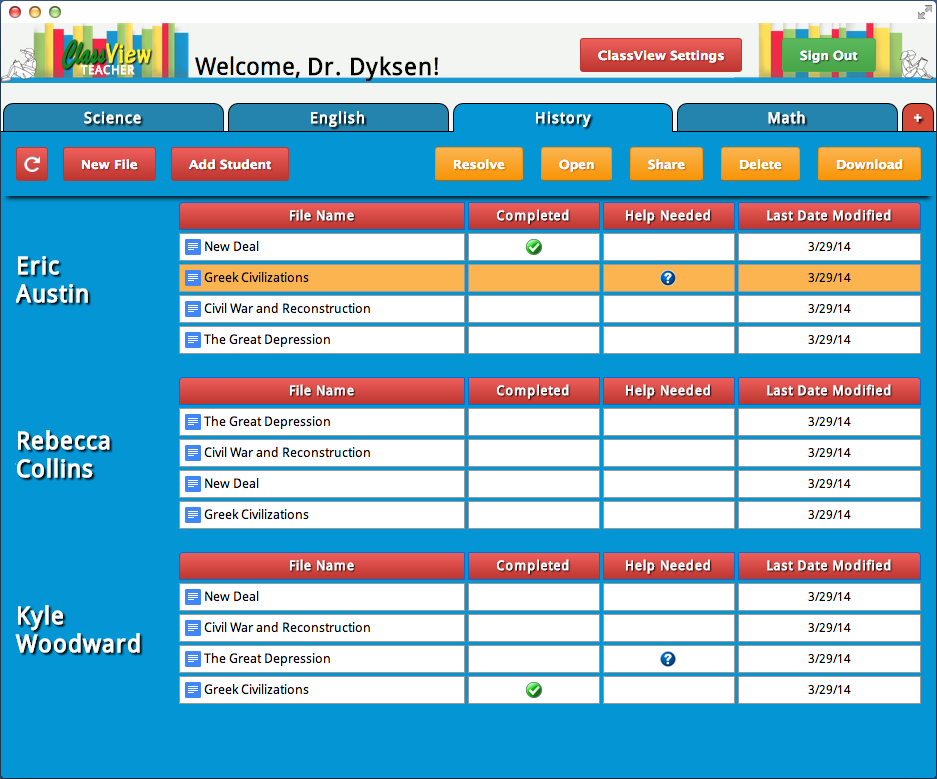 ClassView
TEACHER
Welcome, Dr. Dyksen!
ClassView Settings
Sign Out
Science English History Math +
New File Add Student Resolve Open Share Delete Download
Eric
Austin
File Name Completed Help Needed Last Date Modified
New Deal 3/29/14
Greek Civilizations ? 3/29/14
Civil War and Reconstruction 3/29/14
The Great Depression 3/29/14
Rebecca
Collins
File Name Completed Help Needed Last Date Modified
The Great Depression 3/29/14
Civil War and Reconstruction 3/29/14
New Deal 3/29/14
Greek Civilizations 3/29/14
Kyle
Woodward
File Name Completed Help Needed Last Date Modified
New Deal 3/29/14
Civil War and Reconstruction 3/29/14
The Great Depression ? 3/29/14
Greek Civilizations 3/29/14